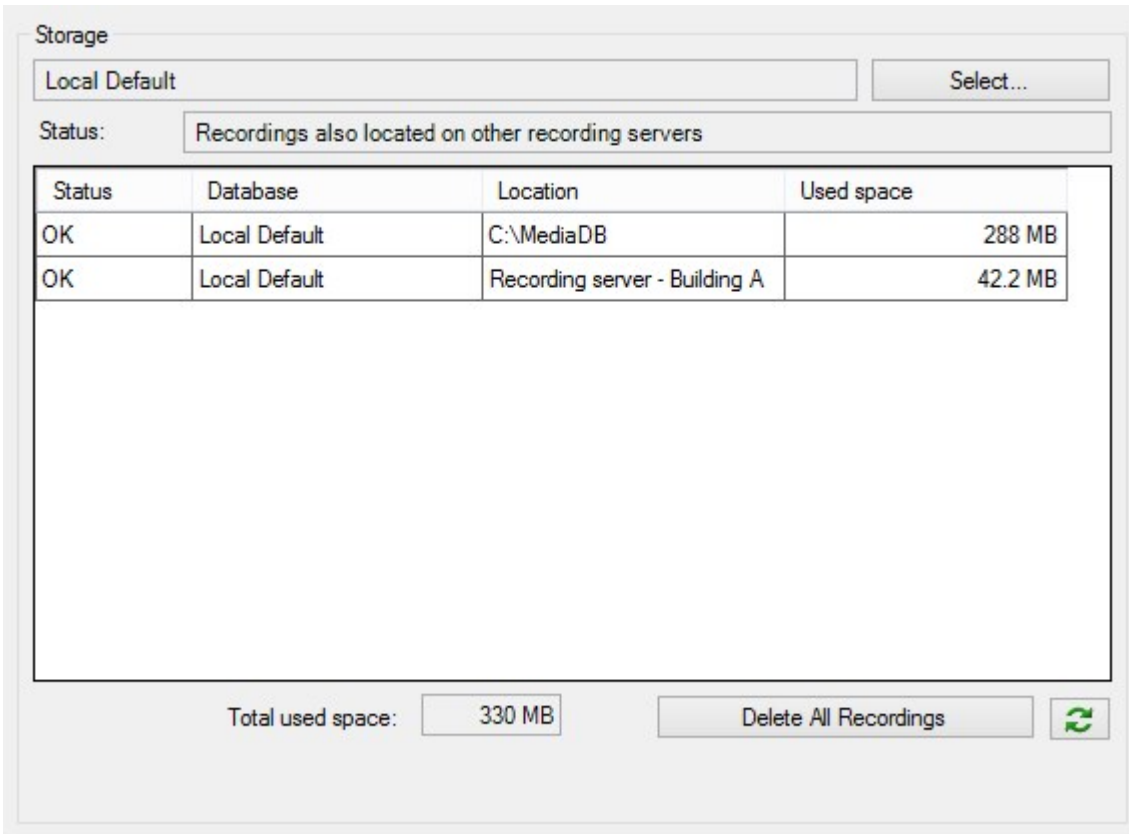 Storage
Local Default Select...
Status: Recordings also located on other recording servers
Status Database Location Used space
OK Local Default C:\MediaDB 288 MB
OK Local Default Recording server - Building A 42.2 MB
Total used space: 330 MB Delete All Recordings